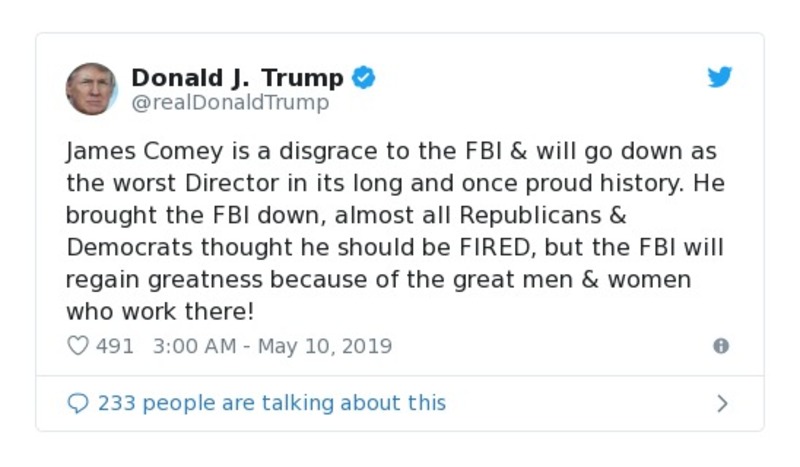 Donald J. Trump
@realDonaldTrump
James Comey is a disgrace to the FBI & will go down as
the worst Director in its long and once proud history. He
brought the FBI down, almost all Republicans &
Democrats thought he should be FIRED, but the FBI will
regain greatness because of the great men & women
who work there!
491 3:00 AM - May 10, 2019
233 people are talking about this